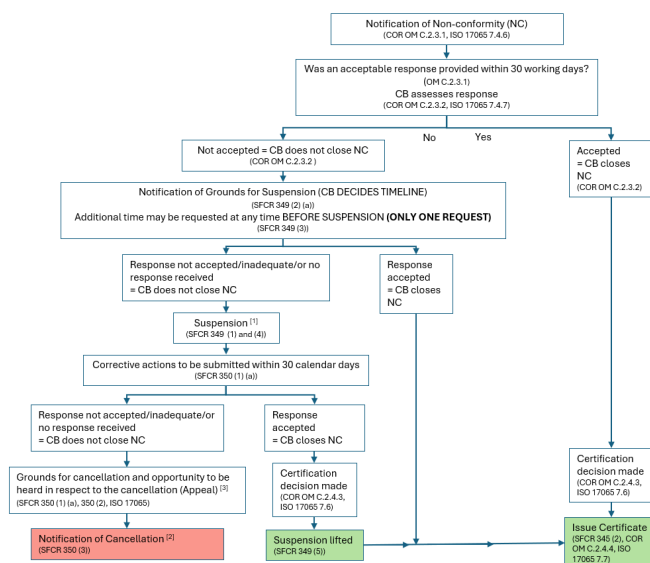 Notification of Non-conformity (NC)
(COR OM C.2.3.1, ISO 17065 7.4.6)
Was an acceptable response provided within 30 working days?
(OM C.2.3.1)
CB assesses response
(COR OM C.2.3.2, ISO 17065 7.4.7)
No Yes
Not accepted = CB does not close NC
(COR OM C.2.3.2 )
Accepted
= CB closes
NC
(COR OM C.2.3.2)
Notification of Grounds for Suspension (CB DECIDES TIMELINE)
(SFCR 349 (2) (a))
Additional time may be requested at any time BEFORE SUSPENSION (ONLY ONE REQUEST)
(SFCR 349 (3))
Response not accepted/inadequate/or no
response received
= CB does not close NC
Response
accepted
= CB closes
NC
Suspension [1]
(SFCR 349 (1) and (4))
Corrective actions to be submitted within 30 calendar days
(SFCR 350 (1) (a))
Response not accepted/inadequate/or
no response received
= CB does not close NC
Response
accepted
= CB closes NC
Grounds for cancellation and opportunity to be
heard in respect to the cancellation (Appeal) [3]
(SFCR 350 (1) (a), 350 (2), ISO 17065)
Certification
decision made
(COR OM C.2.4.3,
ISO 17065 7.6)
Certification
decision made
(COR OM C.2.4.3,
ISO 17065 7.6)
Notification of Cancellation [2]
(SFCR 350 (3))
Suspension lifted
(SFCR 349 (5))
Issue Certificate
(SFCR 345 (2), COR
OM C.2.4.4, ISO
17065 7.7)